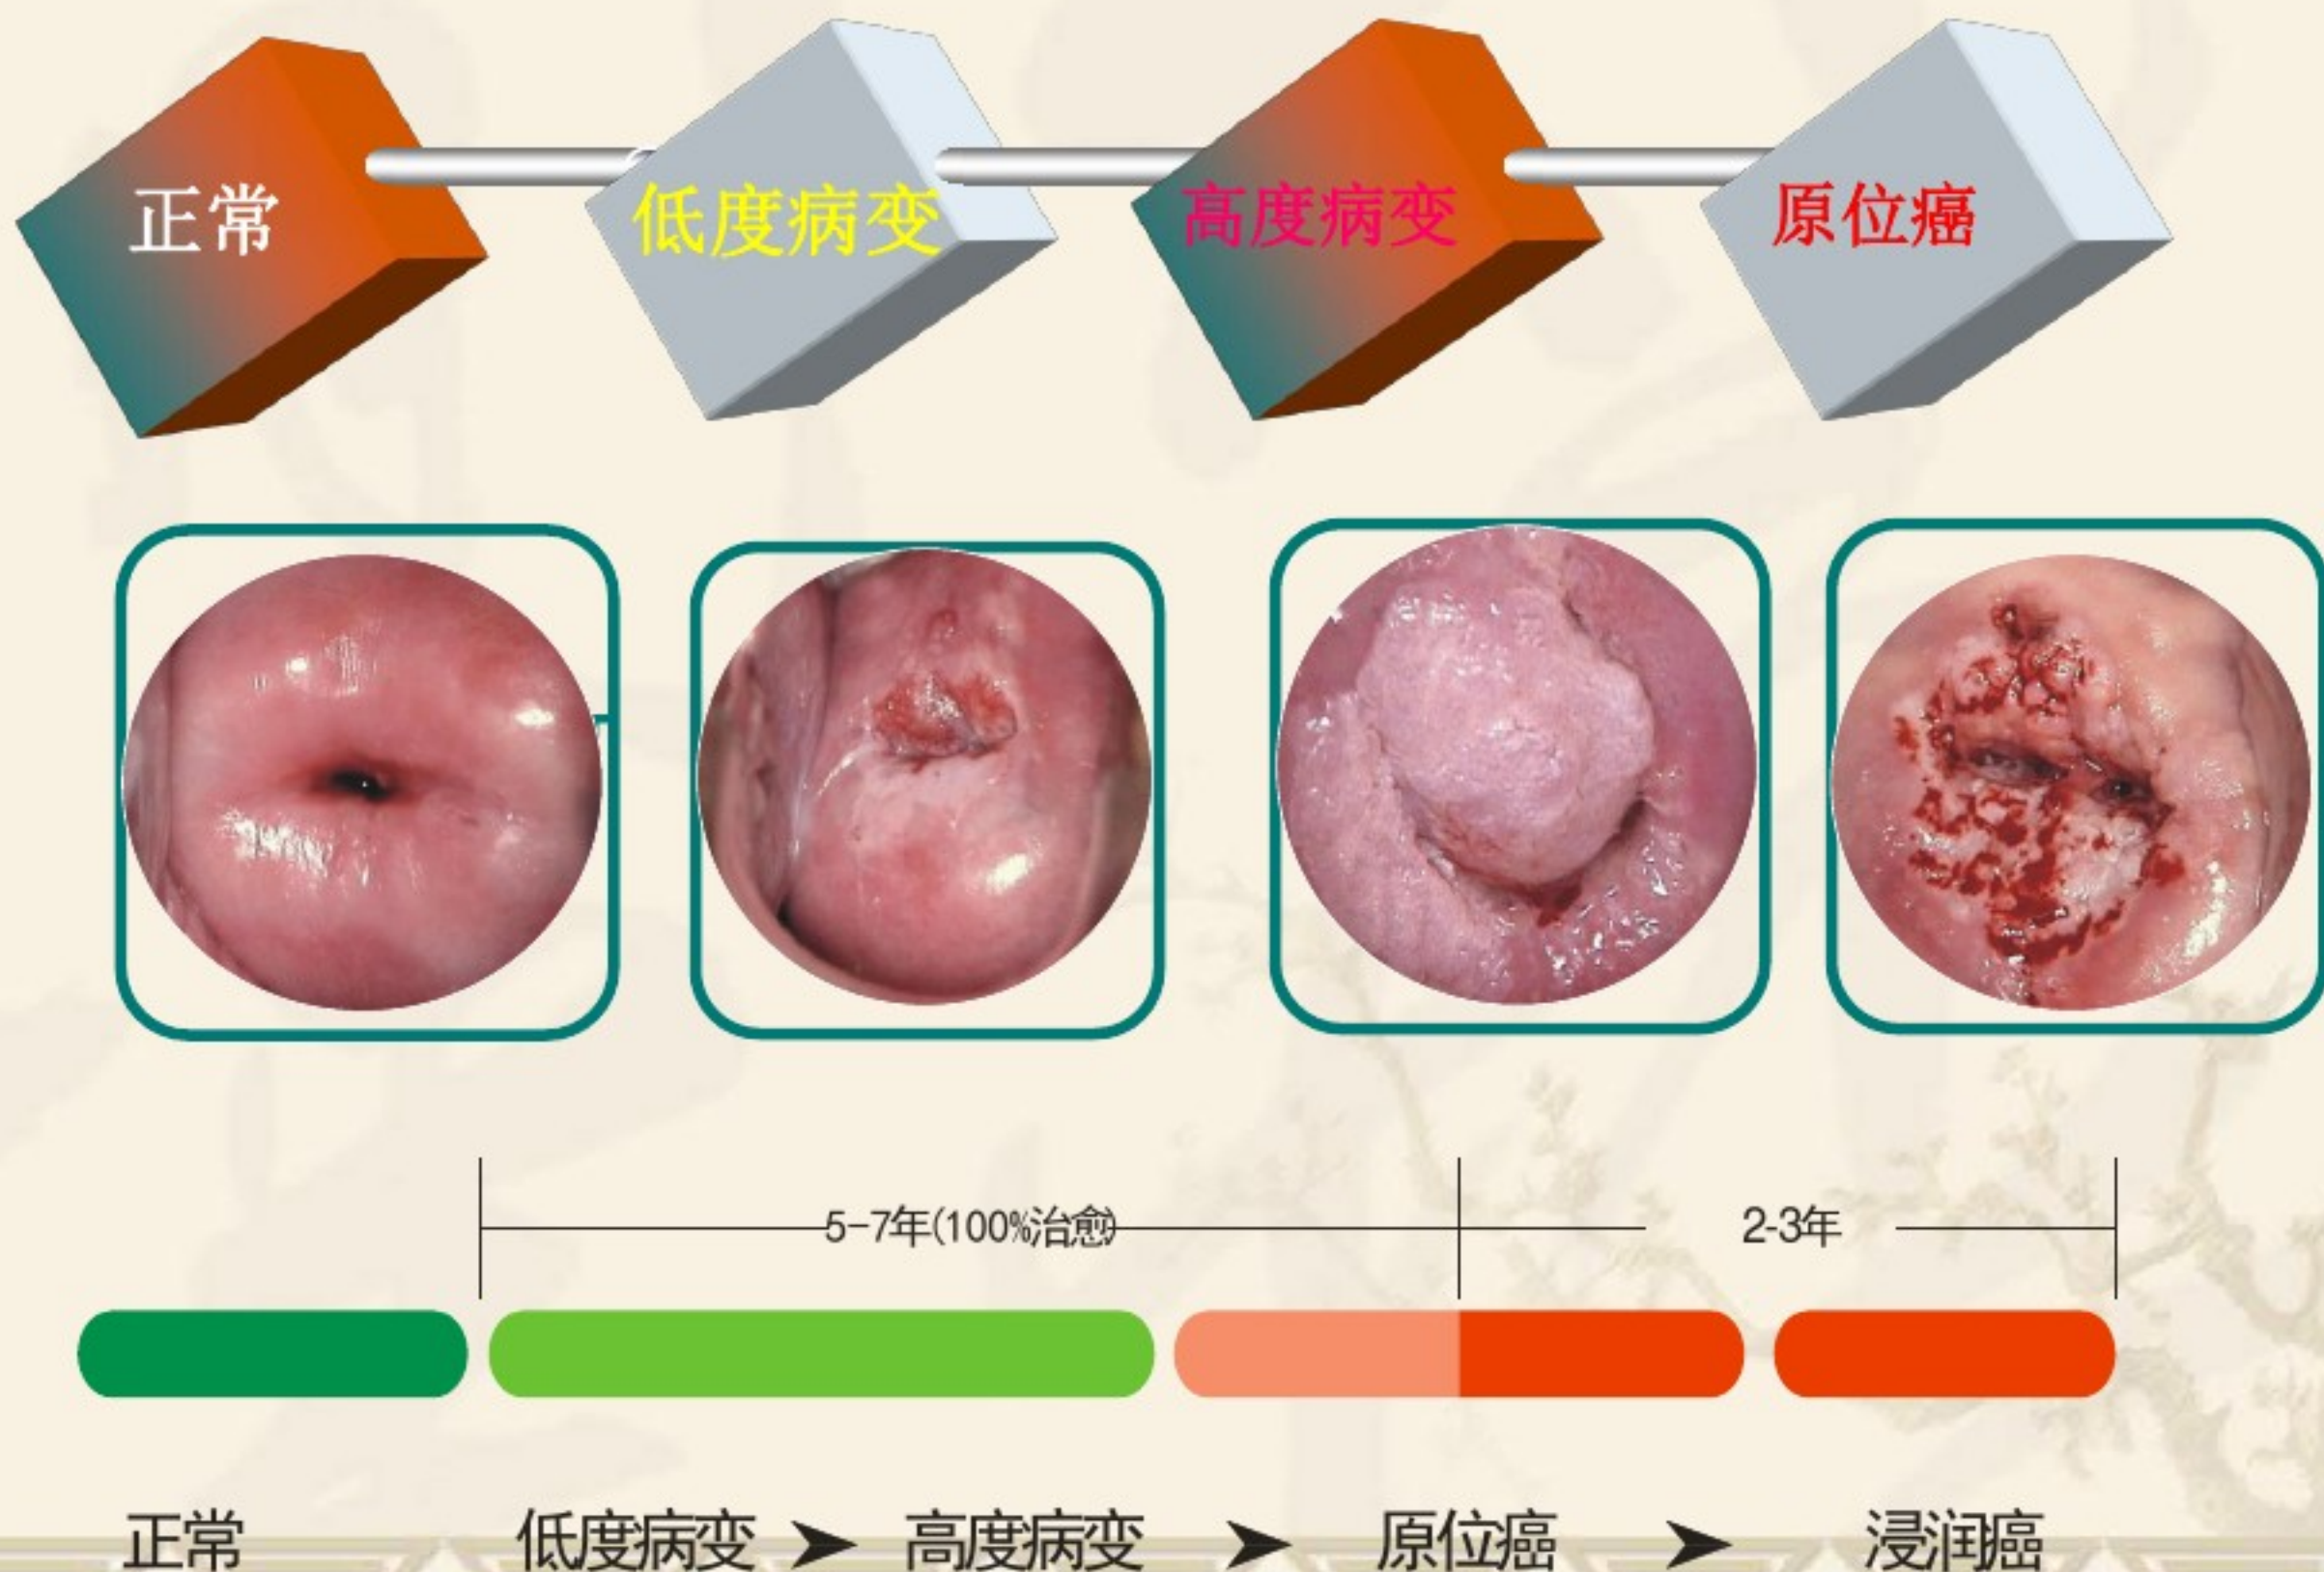 正常 低度病变 高度病变 原位癌
5-7年(100%治愈) 2-3年
正常 低度病变 ➤ 高度病变 ➤ 原位癌 ➤ 浸润癌